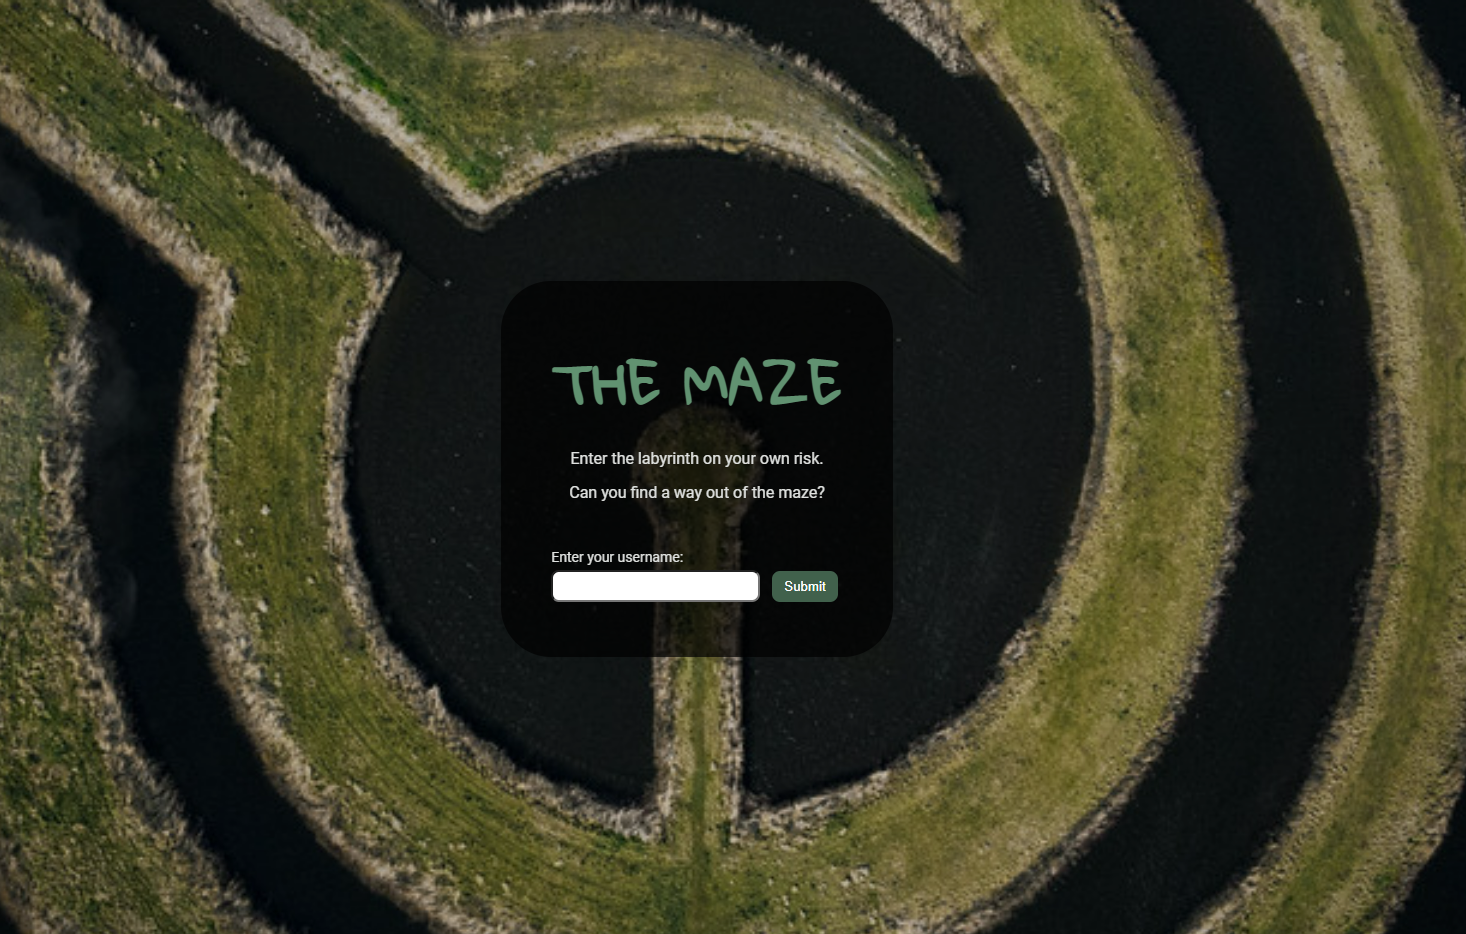 THE MAZE
Enter the labyrinth on your own risk.
Can you find a way out of the maze?
Enter your username:
Submit